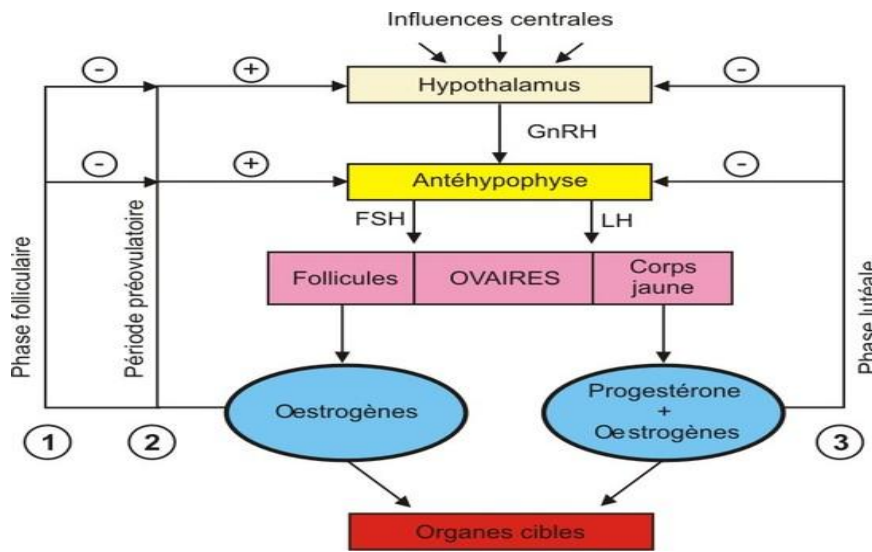 Influences centrales
- + -
Hypothalamus
GnRH
- + -
Antéhypophyse
FSH LH
Follicules OVAIRES Corps
jaune
Phase folliculaire
Période préovulatoire
Phase lutéale
Oestrogènes
Progestérone
+
Oestrogènes
1 2 3
Organes cibles